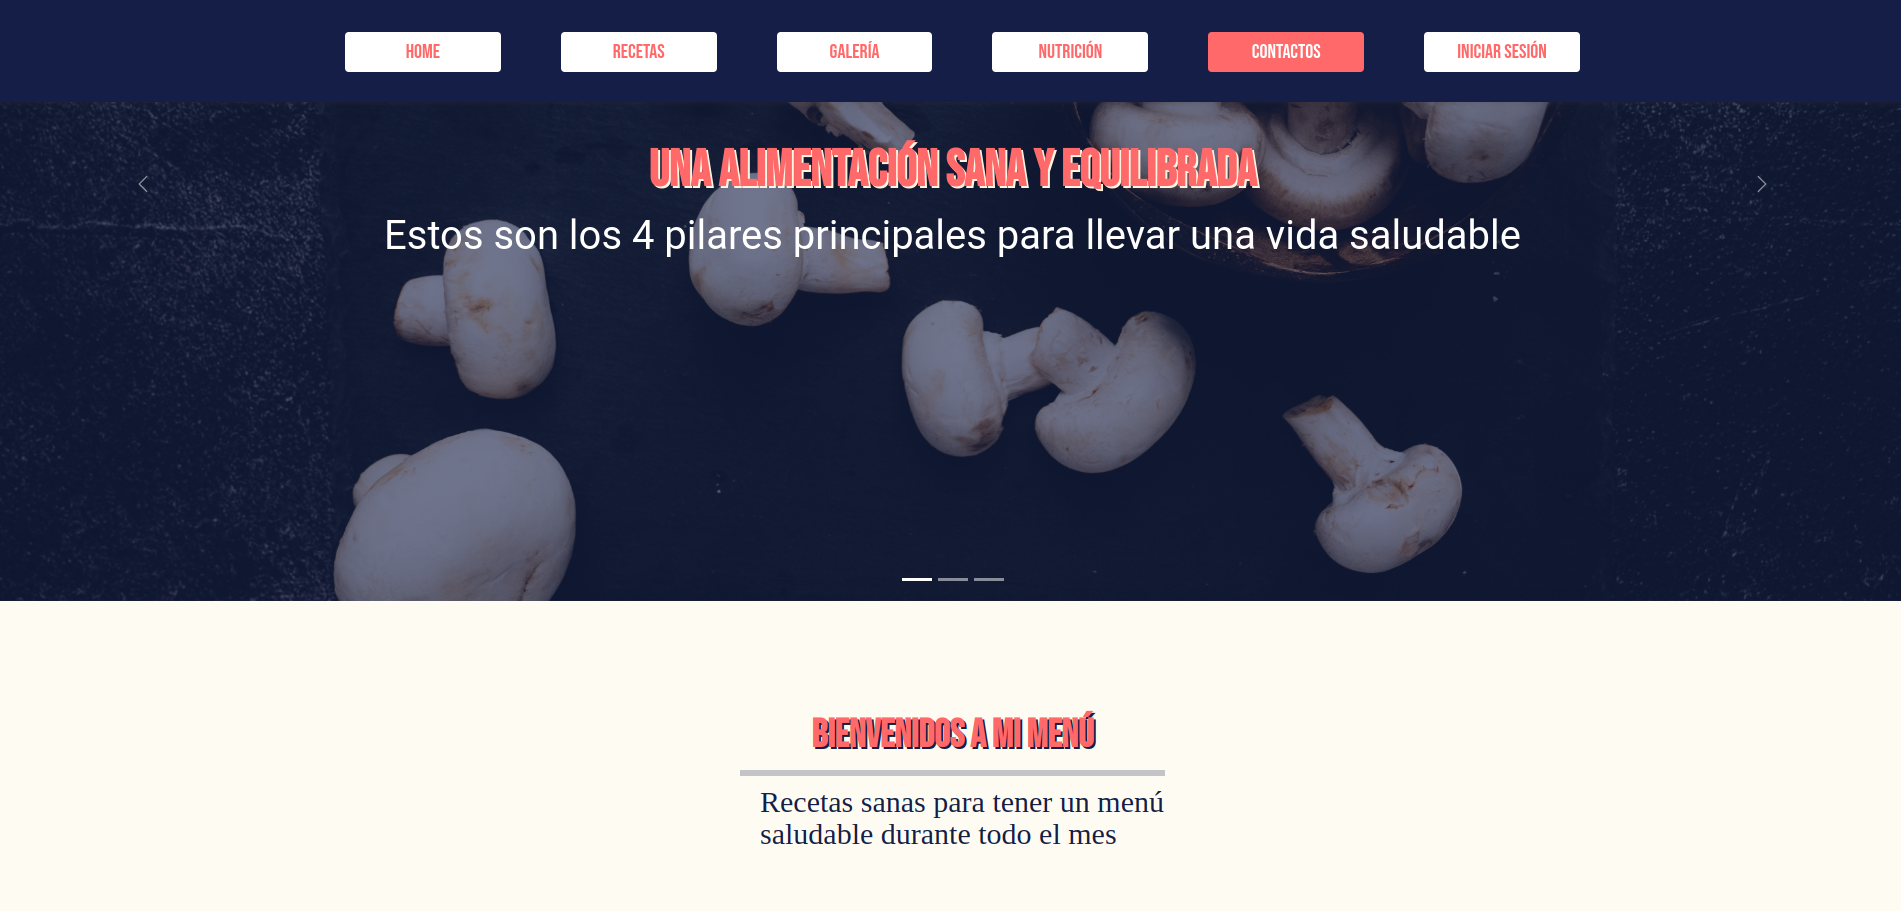 HOME
RECETAS
GALERÍA
NUTRICIÓN
CONTACTOS
INICIAR SESIÓN
UNA ALIMENTACIÓN SANA Y EQUILIBRADA
Estos son los 4 pilares principales para llevar una vida saludable
BIENVENIDOS A MI MENÚ
Recetas sanas para tener un menú
saludable durante todo el mes